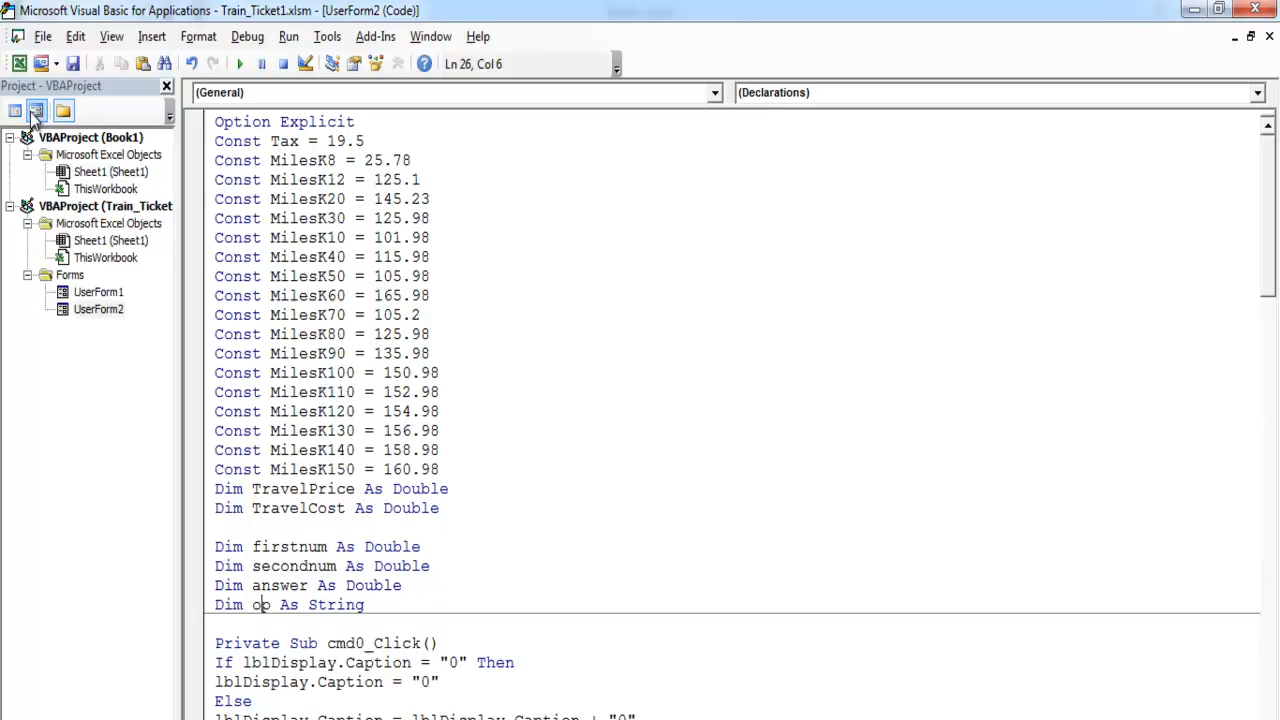 Microsoft Visual Basic for Applications - Train_Ticket1.xlsm - [UserForm2 (Code)]
File Edit View Insert Format Debug Run Tools Add-Ins Window Help
Ln 26, Col 6
Project - VBAProject
(General) (Declarations)
VBAProject (Book1)
Microsoft Excel Objects
Sheet1 (Sheet1)
ThisWorkbook
VBAProject (Train_Ticket
Microsoft Excel Objects
Sheet1 (Sheet1)
ThisWorkbook
Forms
UserForm1
UserForm2
Option Explicit
Const Tax = 19.5
Const MilesK8 = 25.78
Const MilesK12 = 125.1
Const MilesK20 = 145.23
Const MilesK30 = 125.98
Const MilesK10 = 101.98
Const MilesK40 = 115.98
Const MilesK50 = 105.98
Const MilesK60 = 165.98
Const MilesK70 = 105.2
Const MilesK80 = 125.98
Const MilesK90 = 135.98
Const MilesK100 = 150.98
Const MilesK110 = 152.98
Const MilesK120 = 154.98
Const MilesK130 = 156.98
Const MilesK140 = 158.98
Const MilesK150 = 160.98
Dim TravelPrice As Double
Dim TravelCost As Double
Dim firstnum As Double
Dim secondnum As Double
Dim answer As Double
Dim op As String
Private Sub cmd0_Click()
If lblDisplay.Caption = "0" Then
lblDisplay.Caption = "0"
Else
lblDisplay.Caption = lblDisplay.Caption + "0"